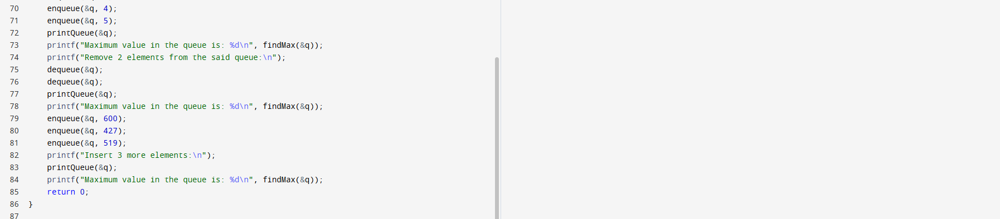 70 enqueue(&q, 4);
71 enqueue(&q, 5);
72 printQueue(&q);
73 printf("Maximum value in the queue is: %d\n", findMax(&q));
74 printf("Remove 2 elements from the said queue:\n");
75 dequeue(&q);
76 dequeue(&q);
77 printQueue(&q);
78 printf("Maximum value in the queue is: %d\n", findMax(&q));
79 enqueue(&q, 600);
80 enqueue(&q, 427);
81 enqueue(&q, 519);
82 printf("Insert 3 more elements:\n");
83 printQueue(&q);
84 printf("Maximum value in the queue is: %d\n", findMax(&q));
85 return 0;
86 }
87